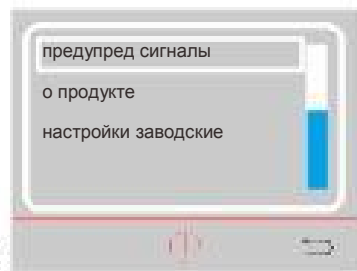 предупред сигналы
о продукте
настройки заводские